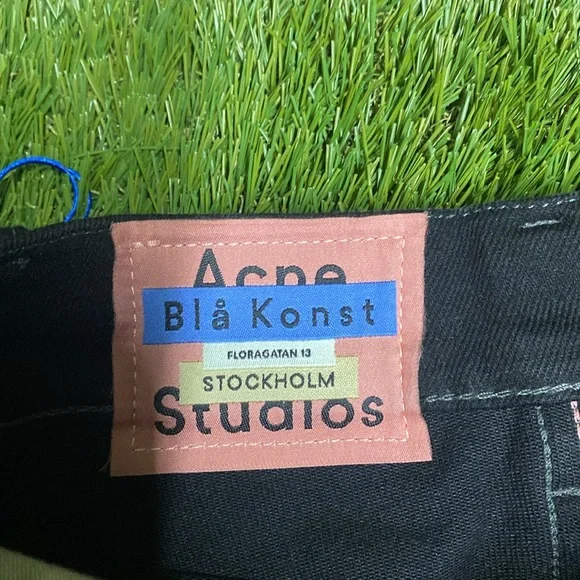 Acne
Blå Konst
FLORAGATAN 13
STOCKHOLM
Studios